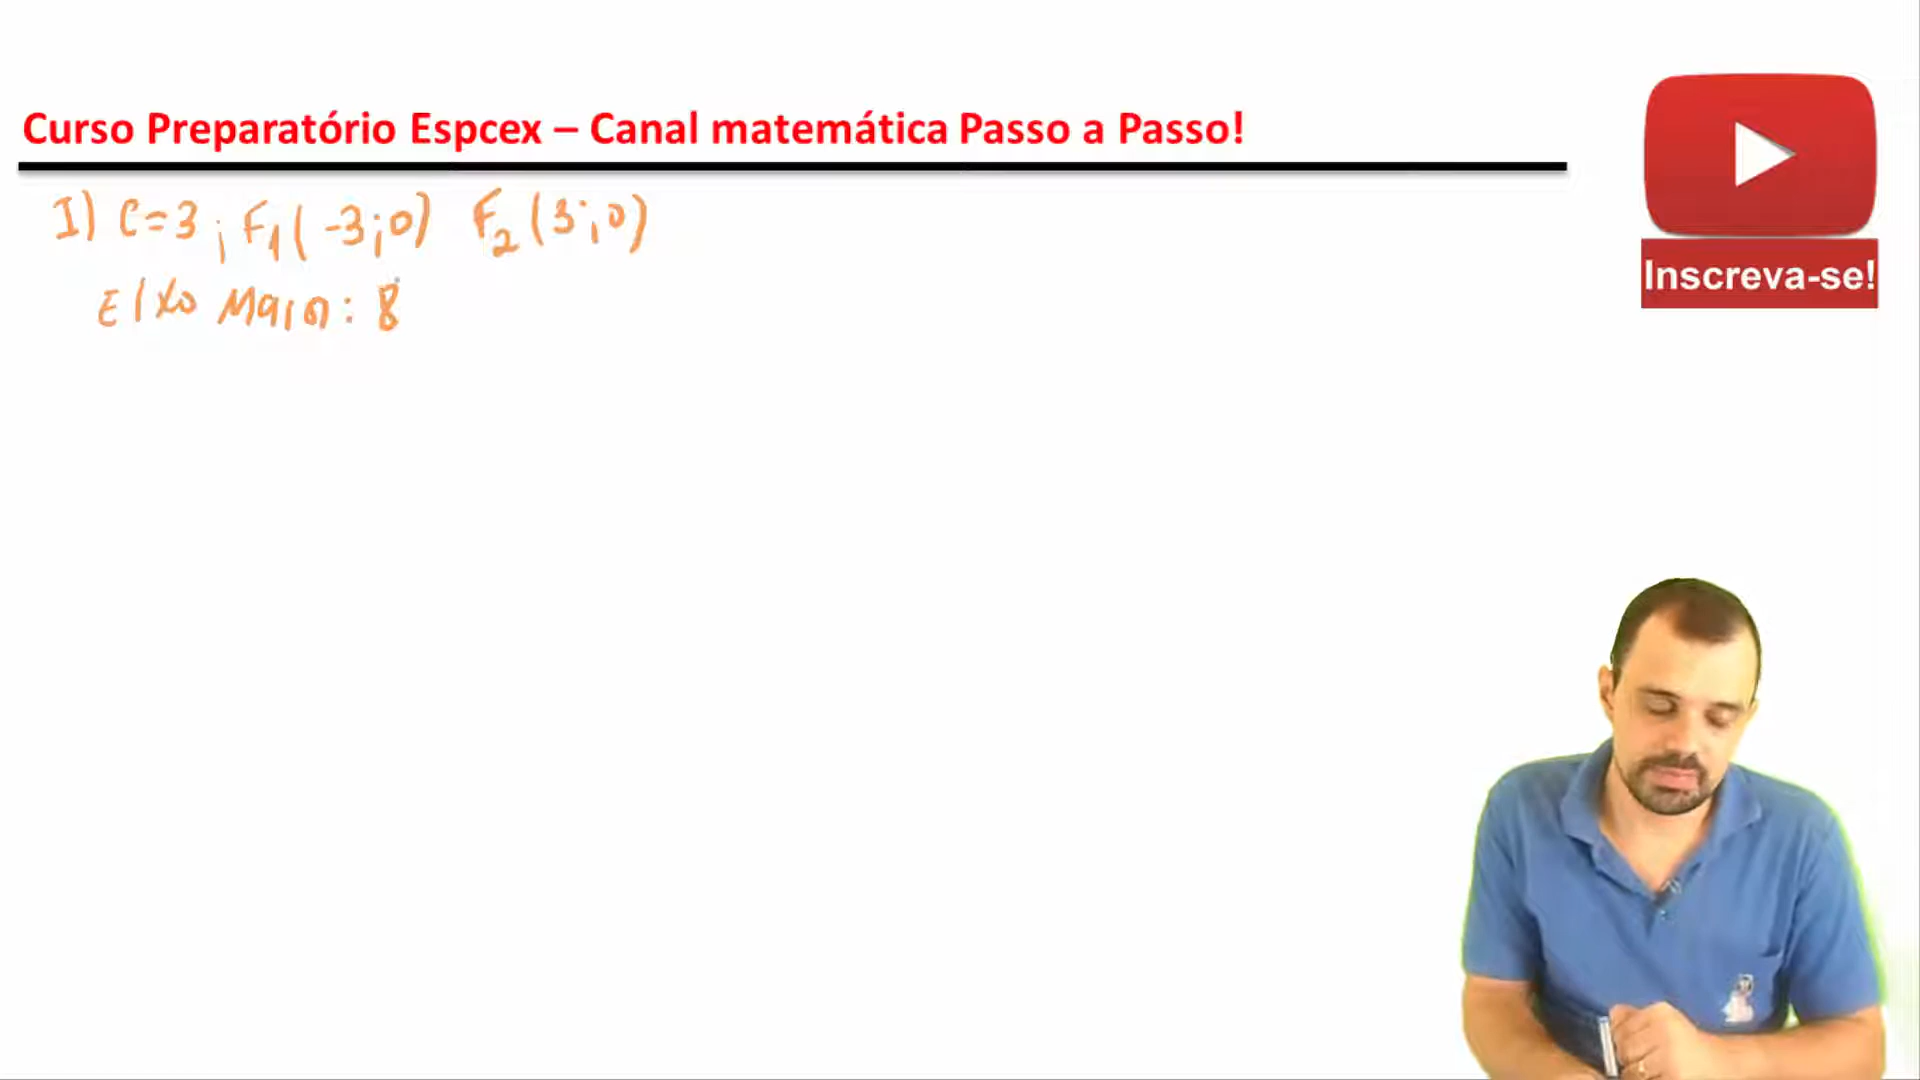 Curso Preparatório Espcex – Canal matemática Passo a Passo!
I) C=3 ; F1(-3;0) F2(3;0)
EIXO MAIOR: 8
Inscreva-se!